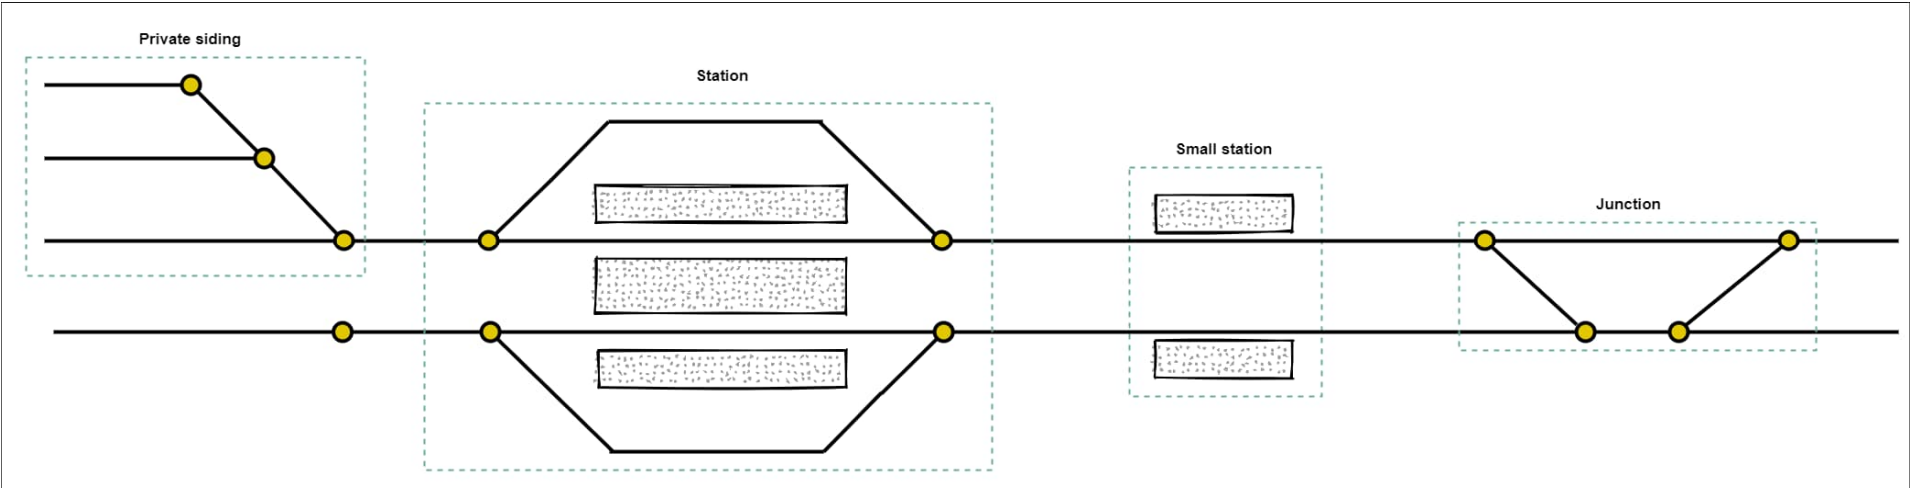 Private siding
Station
Small station
Junction